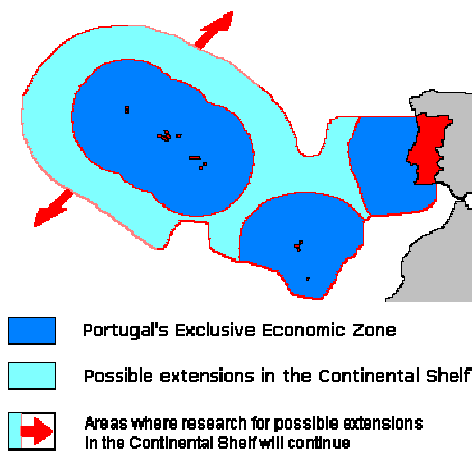 Portugal's Exclusive Economic Zone
Possible extensions in the Continental Shelf
Areas where research for possible extensions
in the Continental Shelf will continue